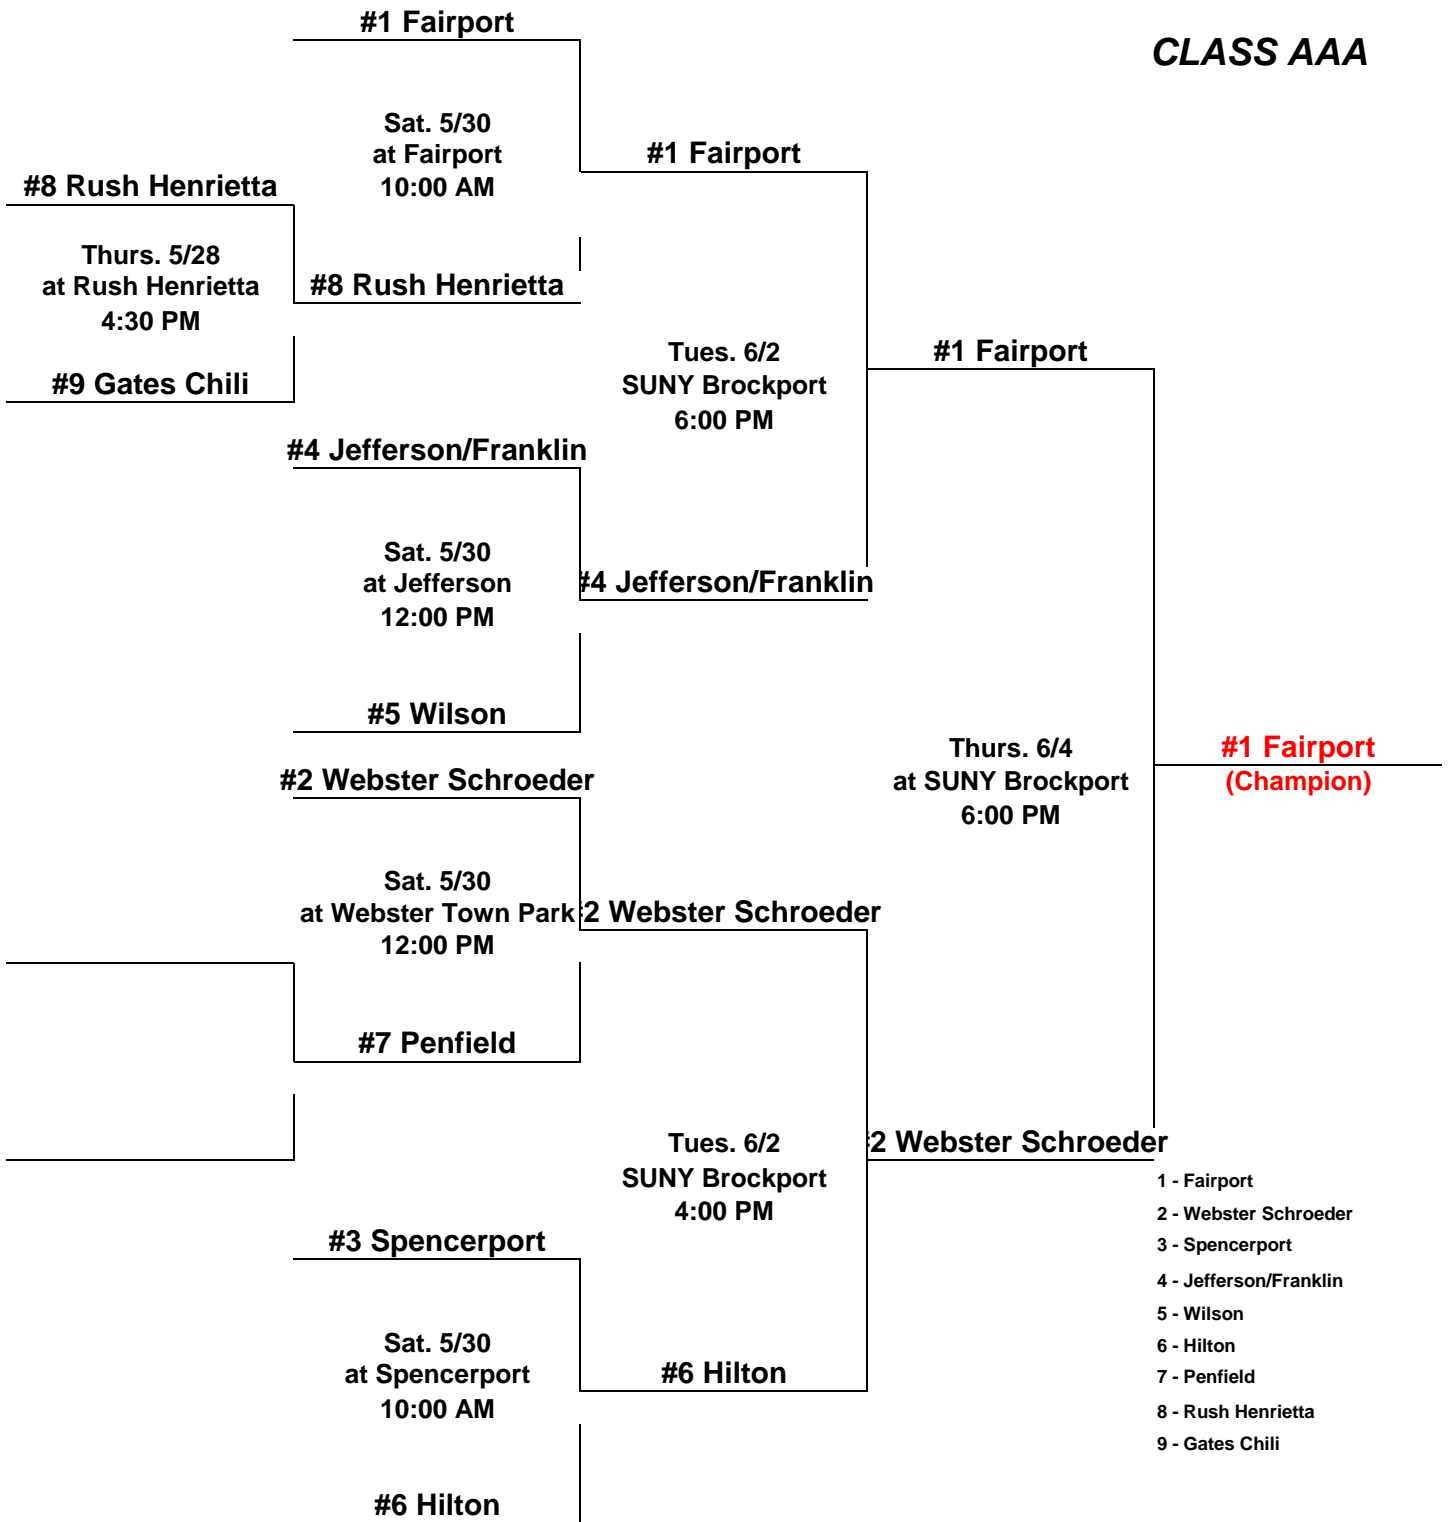 #1 Fairport
CLASS AAA
Sat. 5/30
at Fairport
10:00 AM
#1 Fairport
#8 Rush Henrietta
Thurs. 5/28
at Rush Henrietta
4:30 PM
#8 Rush Henrietta
#9 Gates Chili
Tues. 6/2
SUNY Brockport
6:00 PM
#1 Fairport
#4 Jefferson/Franklin
Sat. 5/30
at Jefferson
12:00 PM
#4 Jefferson/Franklin
#5 Wilson
Thurs. 6/4
at SUNY Brockport
6:00 PM
#1 Fairport
(Champion)
#2 Webster Schroeder
Sat. 5/30
at Webster Town Park
12:00 PM
#2 Webster Schroeder
#7 Penfield
Tues. 6/2
SUNY Brockport
4:00 PM
#2 Webster Schroeder
#3 Spencerport
Sat. 5/30
at Spencerport
10:00 AM
#6 Hilton
#6 Hilton
1 - Fairport
2 - Webster Schroeder
3 - Spencerport
4 - Jefferson/Franklin
5 - Wilson
6 - Hilton
7 - Penfield
8 - Rush Henrietta
9 - Gates Chili